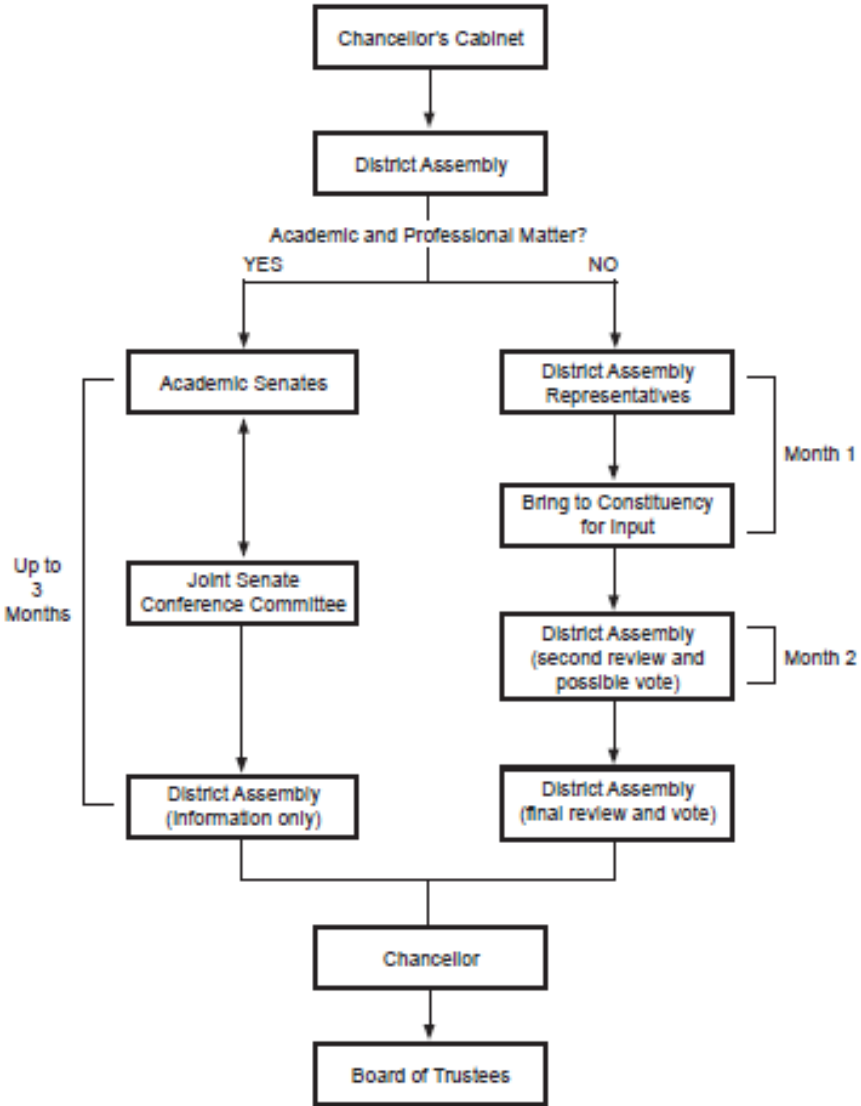 Chancellor's Cabinet
District Assembly
Academic and Professional Matter?
YES
NO
Academic Senates
District Assembly
Representatives
Month 1
Bring to Constituency
for Input
Up to
3
Months
Joint Senate
Conference Committee
District Assembly
(second review and
possible vote)
Month 2
District Assembly
(Information only)
District Assembly
(final review and vote)
Chancellor
Board of Trustees